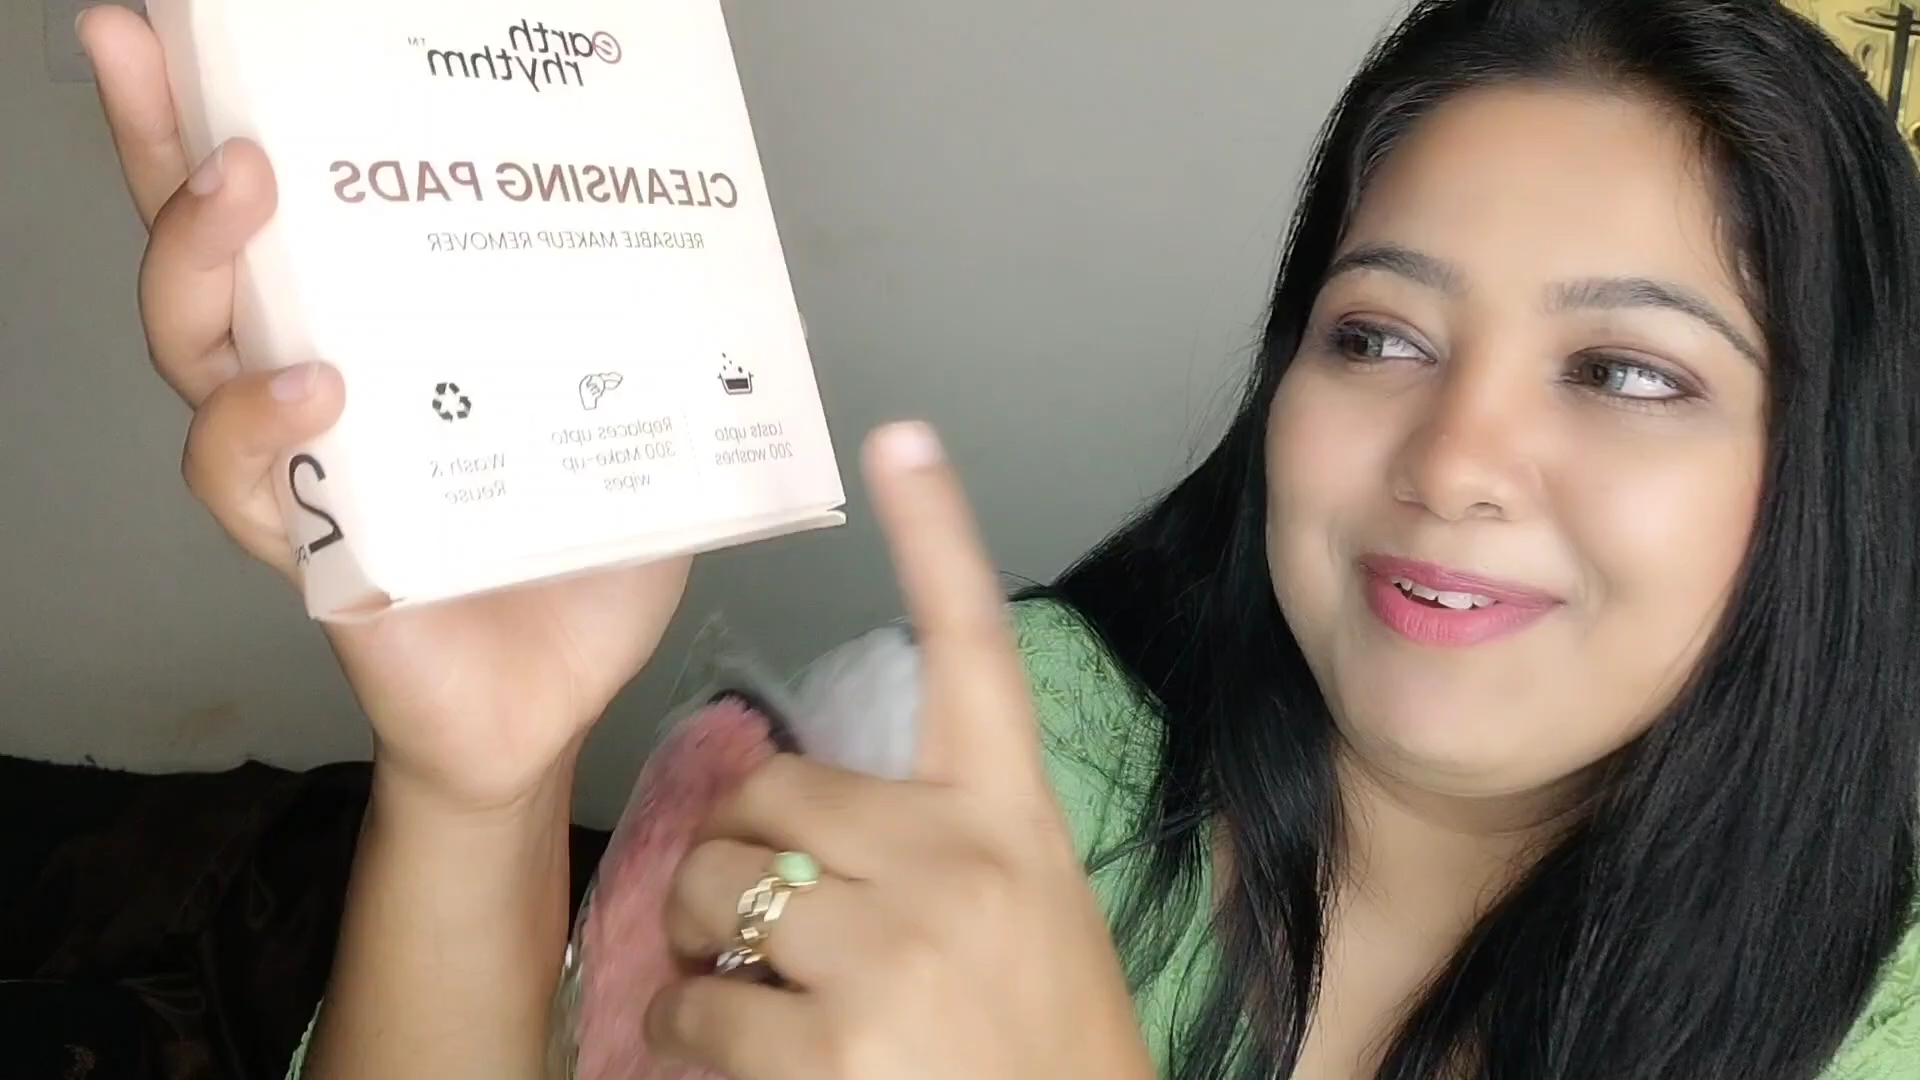 earth
rhythm™
CLEANSING PADS
REUSABLE MAKEUP REMOVER
Lasts upto
200 washes
Replaces upto
300 Make-up
wipes
Wash &
Reuse
2